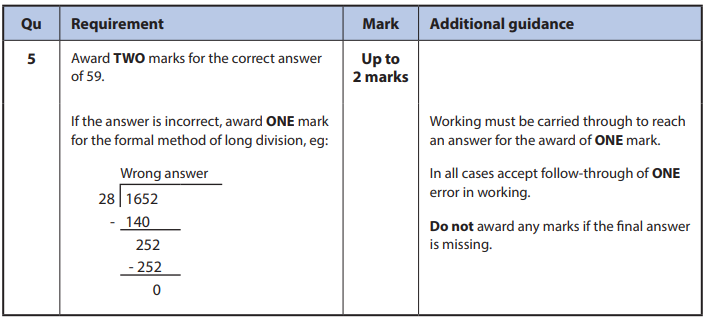 Qu Requirement Mark Additional guidance
5 Award TWO marks for the correct answer
of 59.
Up to
2 marks
If the answer is incorrect, award ONE mark
for the formal method of long division, eg:
Wrong answer
28 1652
- 140
252
- 252
0
Working must be carried through to reach
an answer for the award of ONE mark.
In all cases accept follow-through of ONE
error in working.
Do not award any marks if the final answer
is missing.